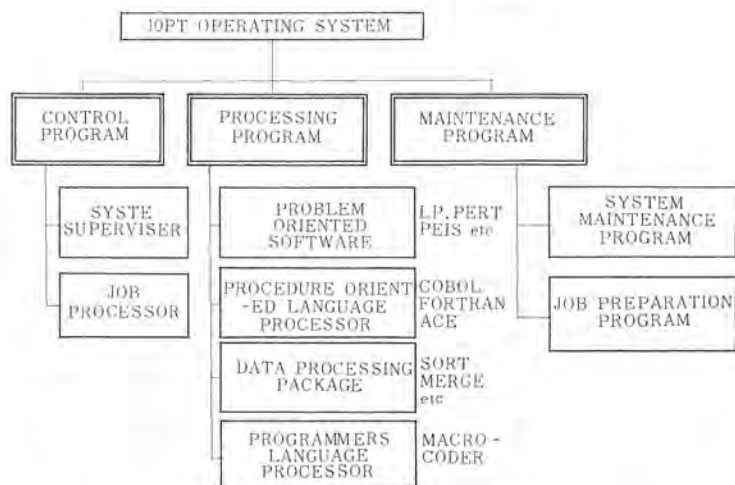 JOPT OPERATING SYSTEM
CONTROL
PROGRAM
PROCESSING
PROGRAM
MAINTENANCE
PROGRAM
SYSTE
SUPERVISER
JOB
PROCESSOR
PROBLEM
ORIENTED
SOFTWARE
LP.PERT
PEIS etc
PROCEDURE ORIENT
-ED LANGUAGE
PROCESSOR
COBOL
FORTRAN
ACE
DATA PROCESSING
PACKAGE
SORT
MERGE
etc
PROGRAMMERS
LANGUAGE
PROCESSOR
MACRO-
CODER
SYSTEM
MAINTENANCE
PROGRAM
JOB PREPARATION
PROGRAM